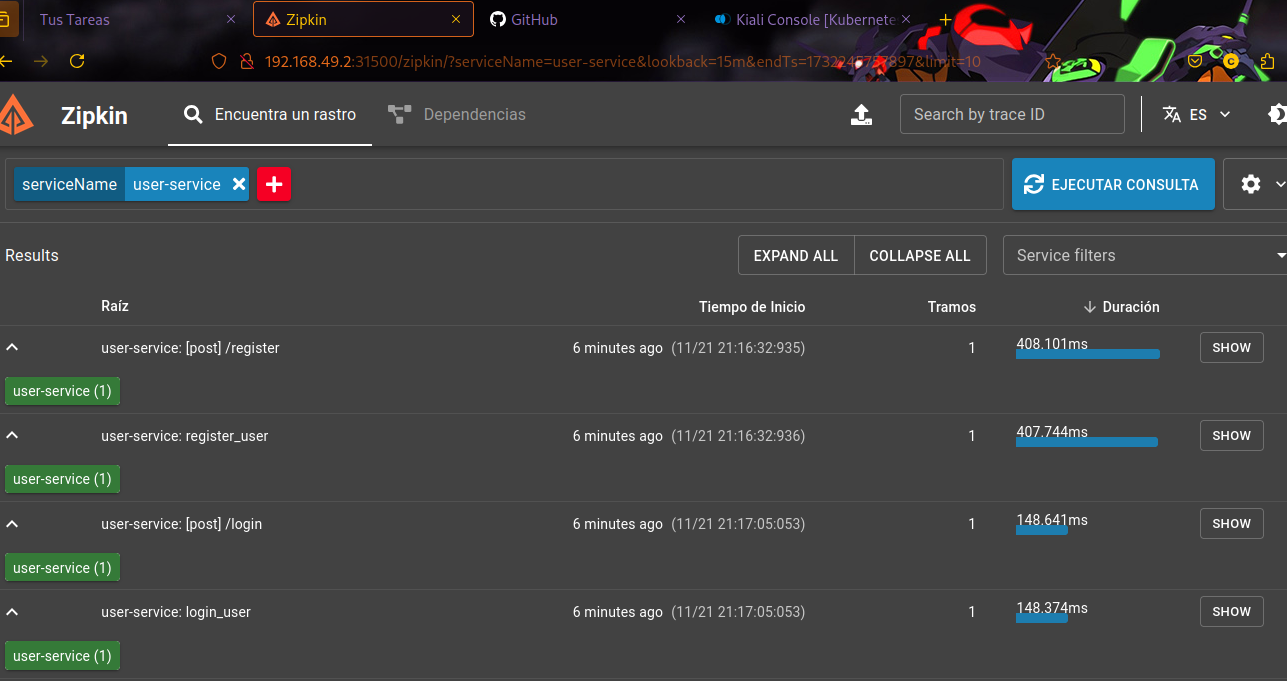 Tus Tareas
Zipkin
GitHub
Kiali Console [Kubernete
192.168.49.2:31500/zipkin/?serviceName=user-service&lookback=15m&endTs=1732247757897&limit=10
Zipkin
Encuentra un rastro
Dependencias
Search by trace ID
ES
serviceName user-service
EJECUTAR CONSULTA
Results
EXPAND ALL COLLAPSE ALL
Service filters
Raíz Tiempo de Inicio Tramos Duración
user-service: [post] /register 6 minutes ago (11/21 21:16:32:935) 1 408.101ms SHOW
user-service (1)
user-service: register_user 6 minutes ago (11/21 21:16:32:936) 1 407.744ms SHOW
user-service (1)
user-service: [post] /login 6 minutes ago (11/21 21:17:05:053) 1 148.641ms SHOW
user-service (1)
user-service: login_user 6 minutes ago (11/21 21:17:05:053) 1 148.374ms SHOW
user-service (1)